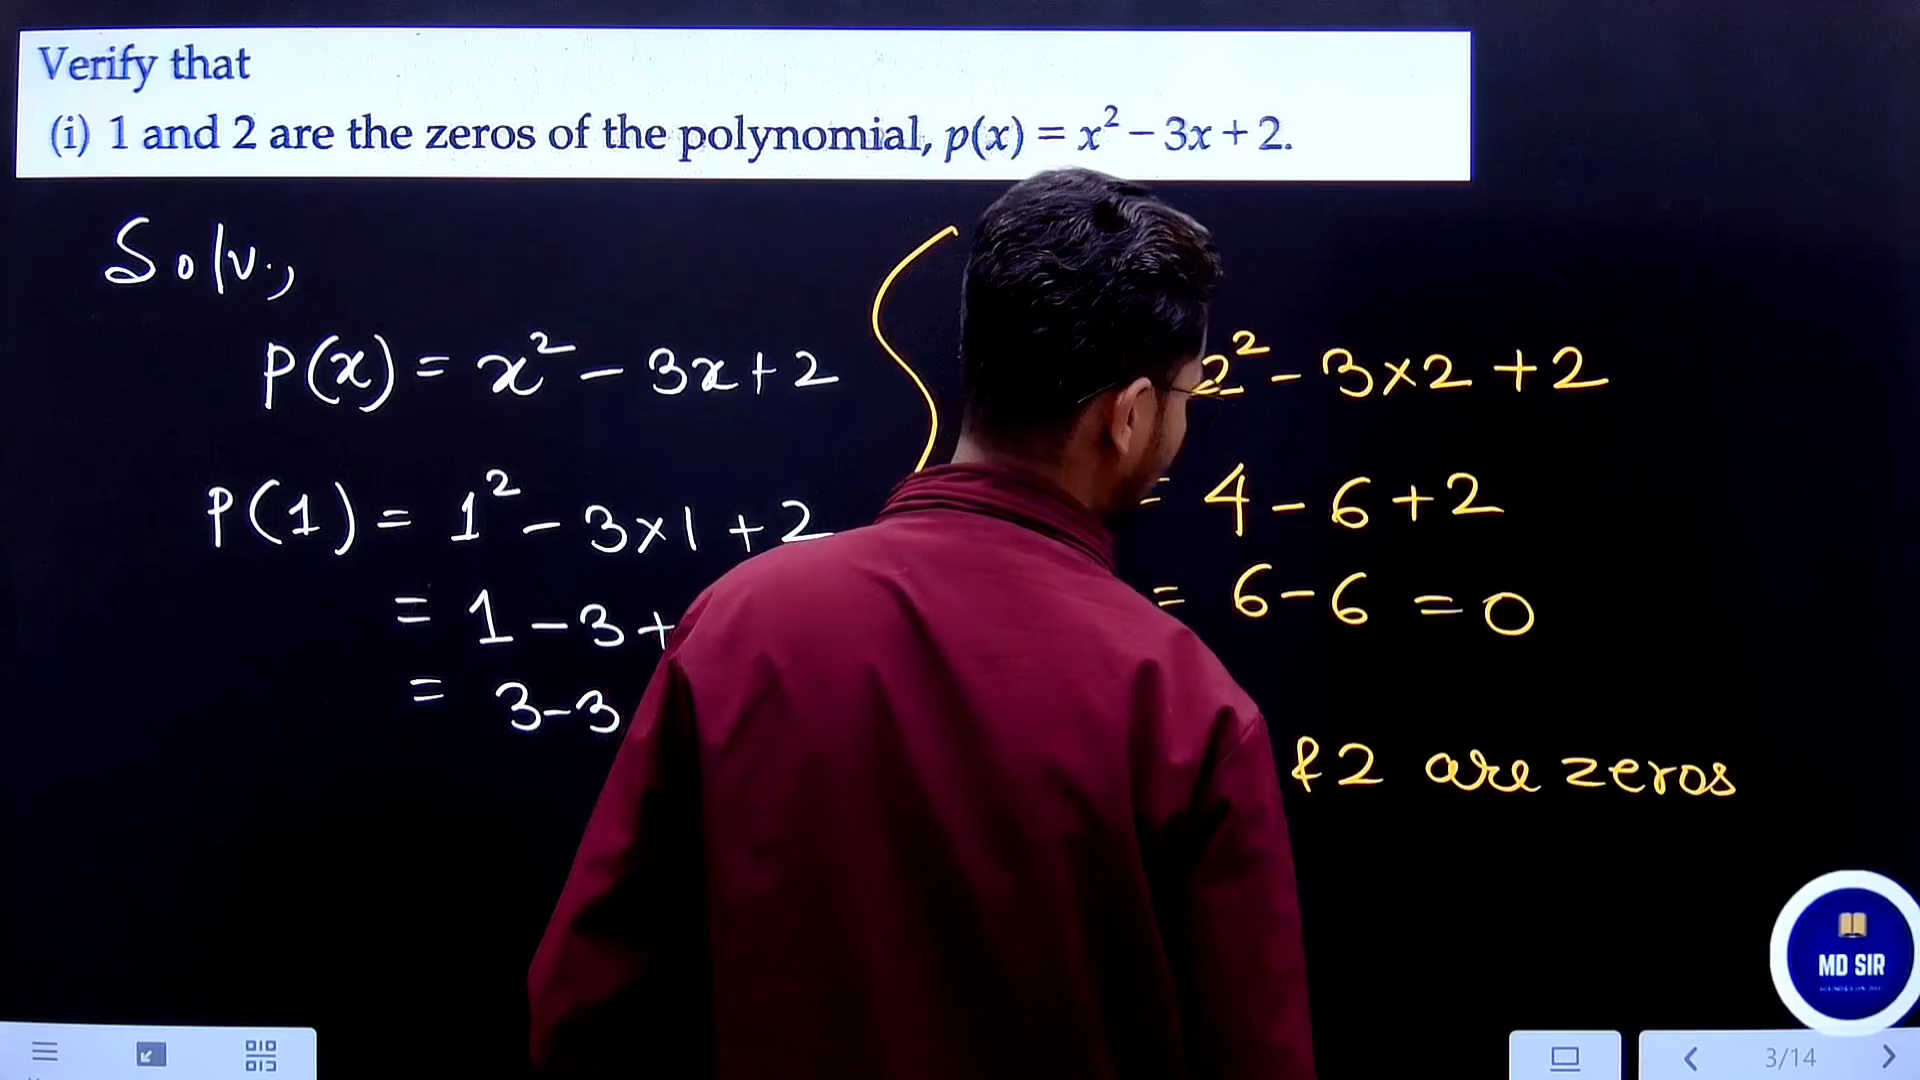 Verify that
(i) 1 and 2 are the zeros of the polynomial, p(x) = x² – 3x + 2.
Solv.,
P(x) = x² – 3x + 2
P(1) = 1² – 3×1 + 2
= 1 – 3 +
= 3 – 3
2² – 3×2 + 2
= 4 – 6 + 2
= 6 – 6 = 0
& 2 are zeros
MD SIR
3/14